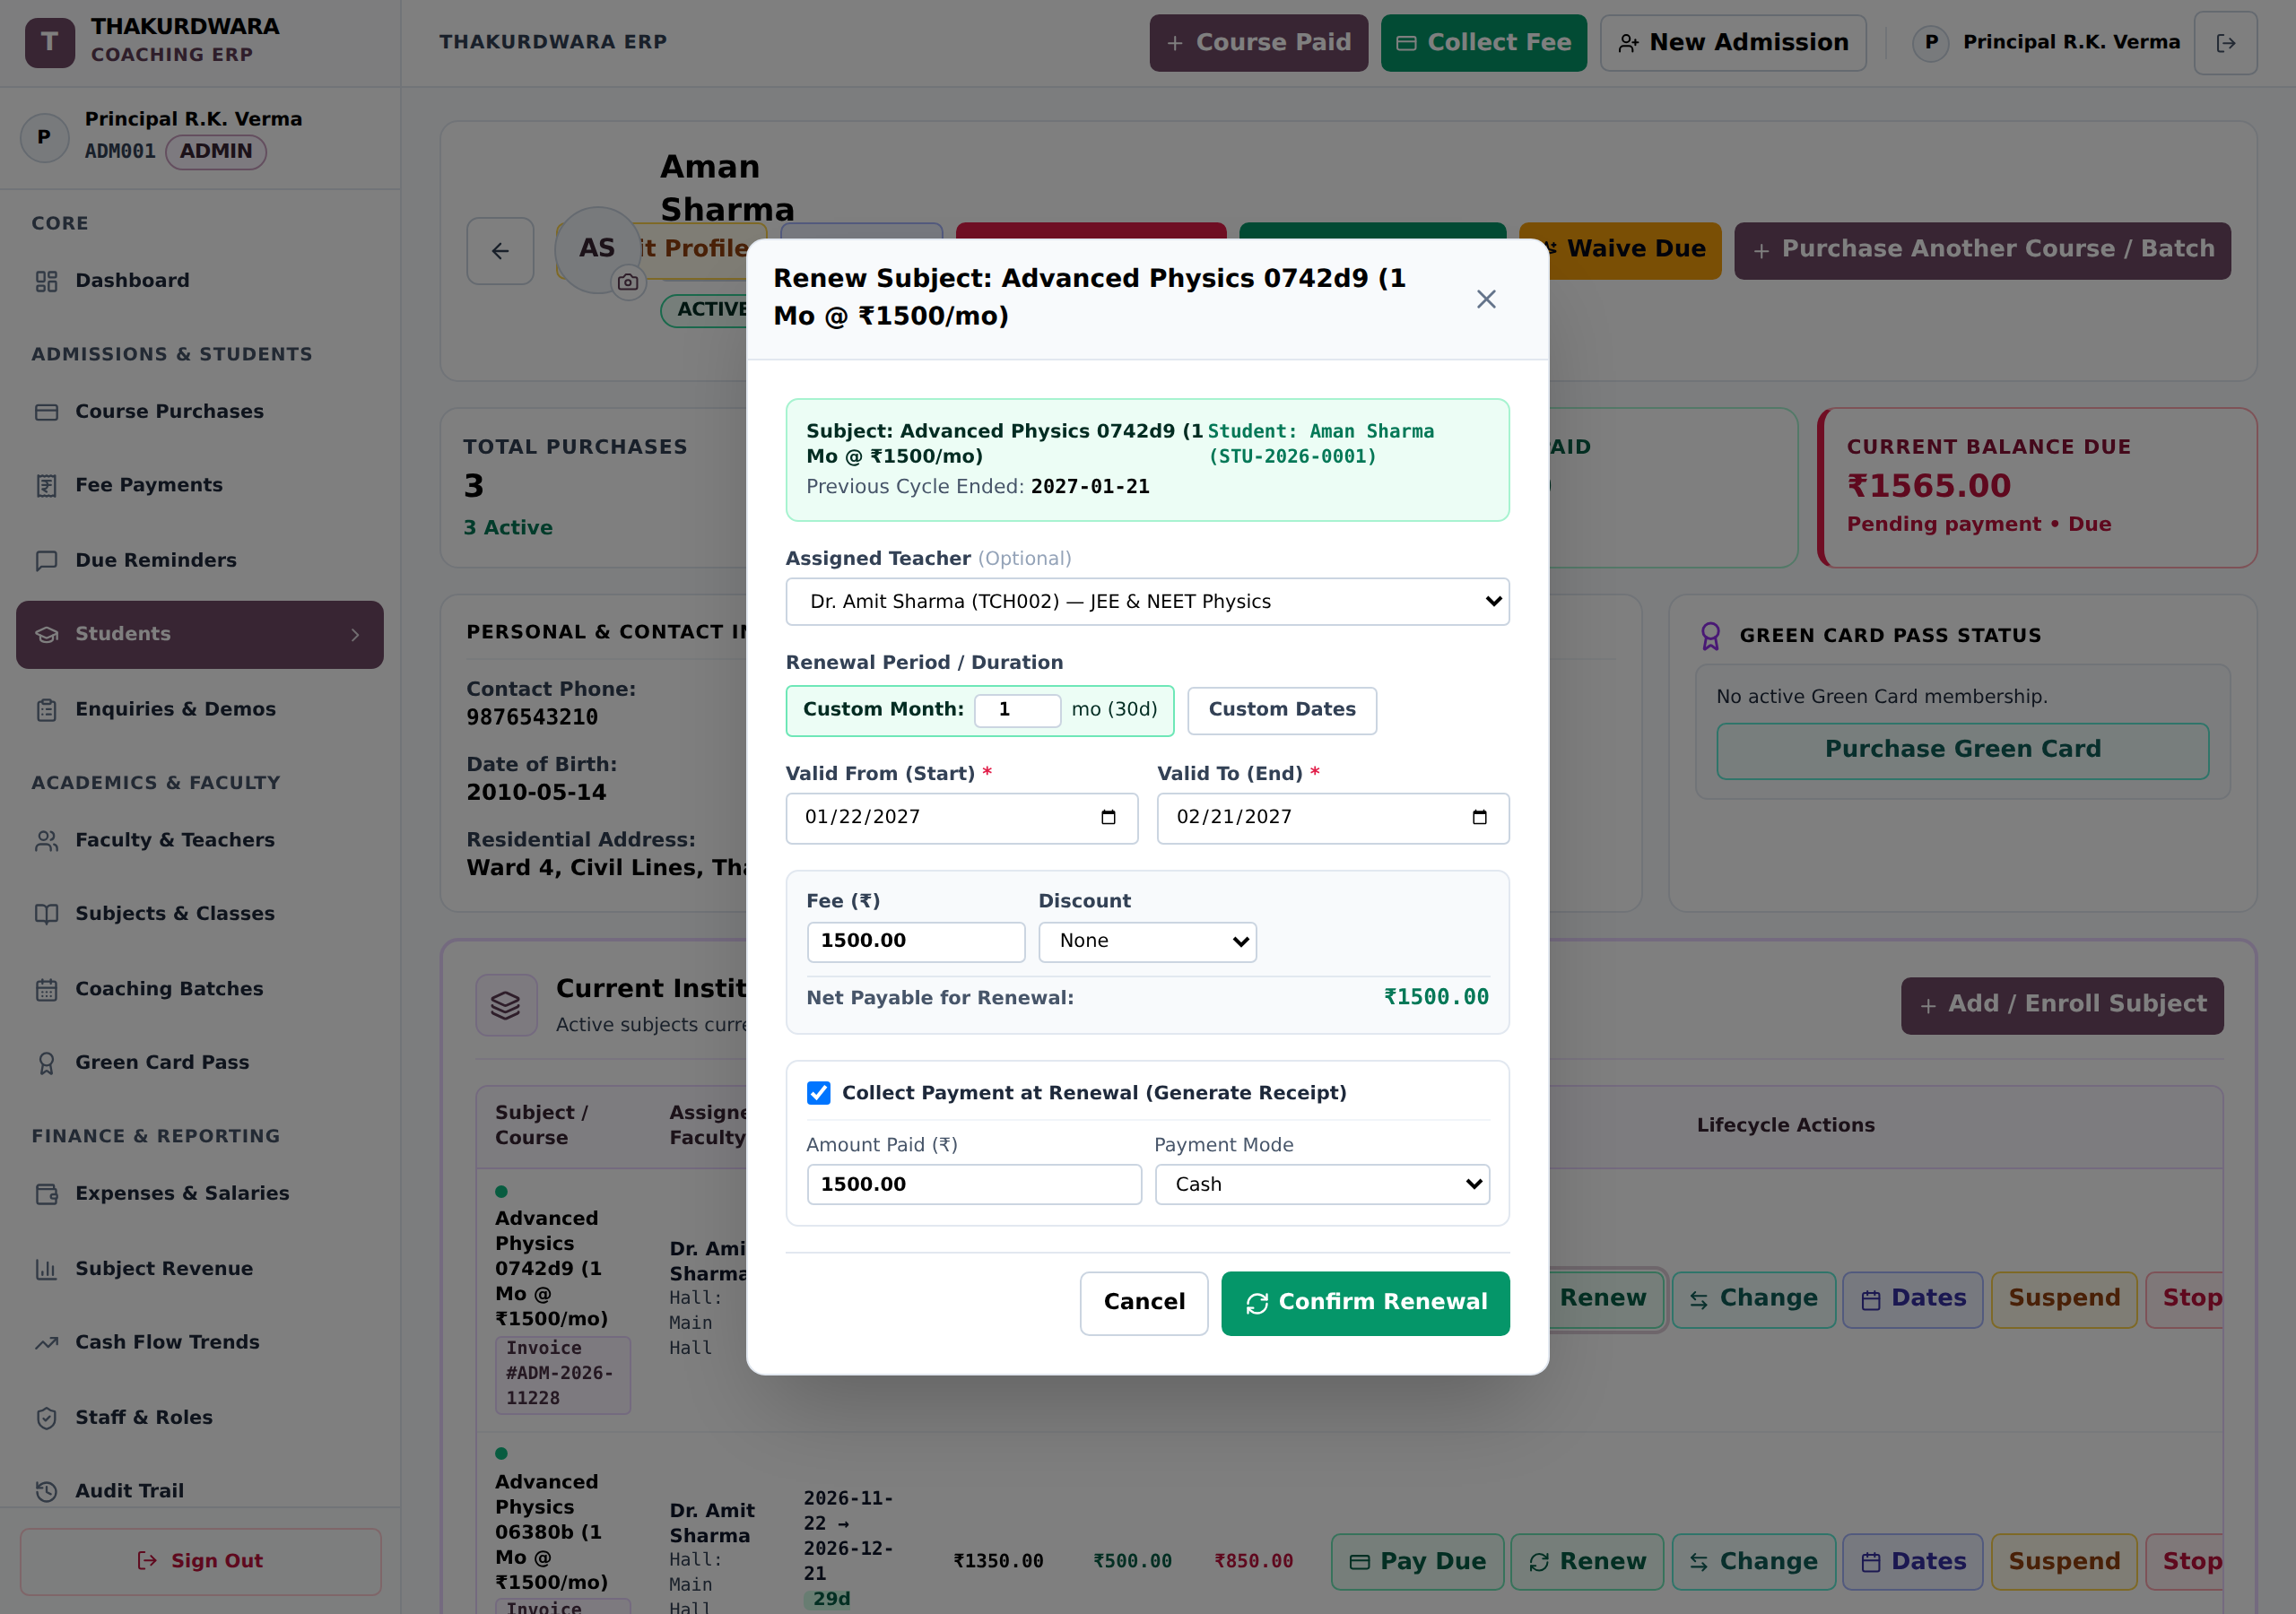 T
THAKURDWARA
COACHING ERP
THAKURDWARA ERP
+ Course Paid
Collect Fee
New Admission
P
Principal R.K. Verma
P
Principal R.K. Verma
ADM001 ADMIN
CORE
Dashboard
ADMISSIONS & STUDENTS
Course Purchases
Fee Payments
Due Reminders
Students
Enquiries & Demos
ACADEMICS & FACULTY
Faculty & Teachers
Subjects & Classes
Coaching Batches
Green Card Pass
FINANCE & REPORTING
Expenses & Salaries
Subject Revenue
Cash Flow Trends
Staff & Roles
Audit Trail
Sign Out
AS
Aman
Sharma
it Profile
ACTIVE
Waive Due
+ Purchase Another Course / Batch
TOTAL PURCHASES
3
3 Active
AID
CURRENT BALANCE DUE
₹1565.00
Pending payment • Due
PERSONAL & CONTACT IN
Contact Phone:
9876543210
Date of Birth:
2010-05-14
Residential Address:
Ward 4, Civil Lines, Tha
GREEN CARD PASS STATUS
No active Green Card membership.
Purchase Green Card
Current Instit
Active subjects curre
+ Add / Enroll Subject
Subject /
Course
Assigne
Faculty
Lifecycle Actions
Advanced
Physics
0742d9 (1
Mo @
₹1500/mo)
Invoice
#ADM-2026-
11228
Dr. Ami
Sharma
Hall:
Main
Hall
Renew
Change
Dates
Suspend
Stop
Advanced
Physics
06380b (1
Mo @
₹1500/mo)
Invoice
Dr. Amit
Sharma
Hall:
Main
Hall
2026-11-
22 →
2026-12-
21
29d
₹1350.00
₹500.00
₹850.00
Pay Due
Renew
Change
Dates
Suspend
Stop
Renew Subject: Advanced Physics 0742d9 (1
Mo @ ₹1500/mo)
Subject: Advanced Physics 0742d9 (1
Mo @ ₹1500/mo)
Student: Aman Sharma
(STU-2026-0001)
Previous Cycle Ended: 2027-01-21
Assigned Teacher (Optional)
Dr. Amit Sharma (TCH002) — JEE & NEET Physics
Renewal Period / Duration
Custom Month: 1 mo (30d)
Custom Dates
Valid From (Start) *
Valid To (End) *
01/22/2027
02/21/2027
Fee (₹)
Discount
1500.00
None
Net Payable for Renewal:
₹1500.00
Collect Payment at Renewal (Generate Receipt)
Amount Paid (₹)
Payment Mode
1500.00
Cash
Cancel
Confirm Renewal